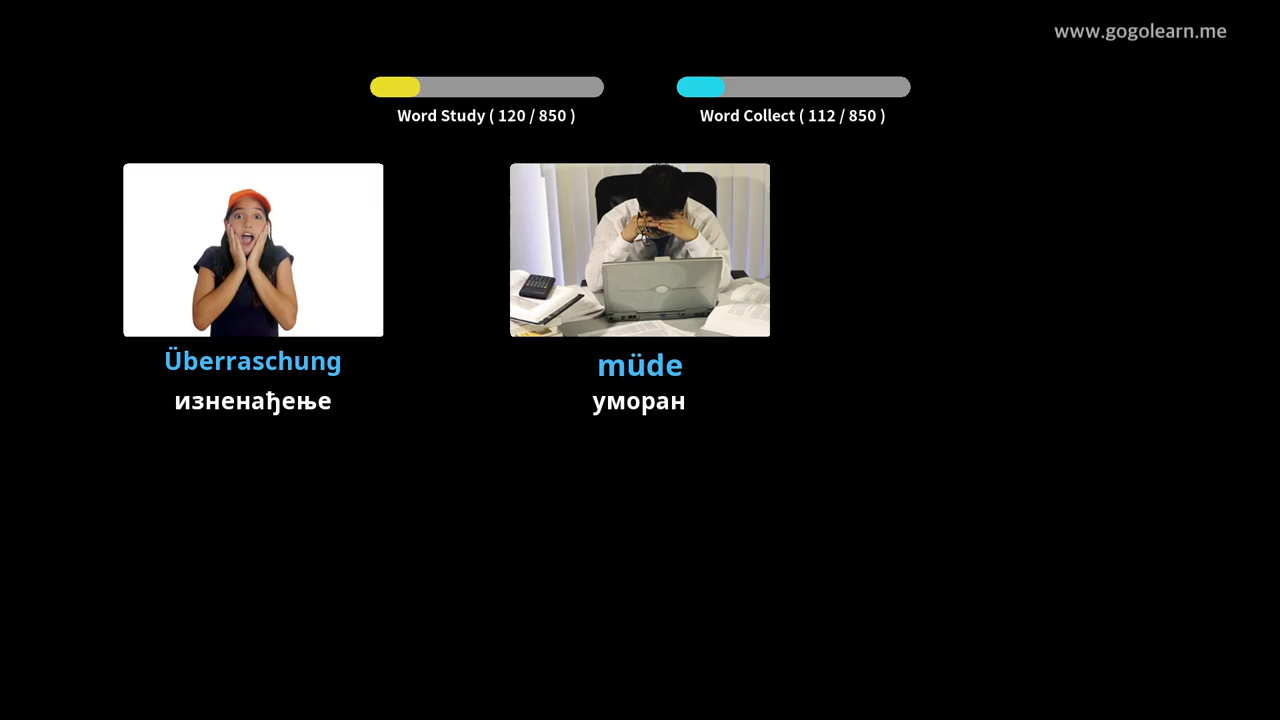 www.gogolearn.me
Word Study ( 120 / 850 )
Word Collect ( 112 / 850 )
Überraschung
müde
изненађење
уморан